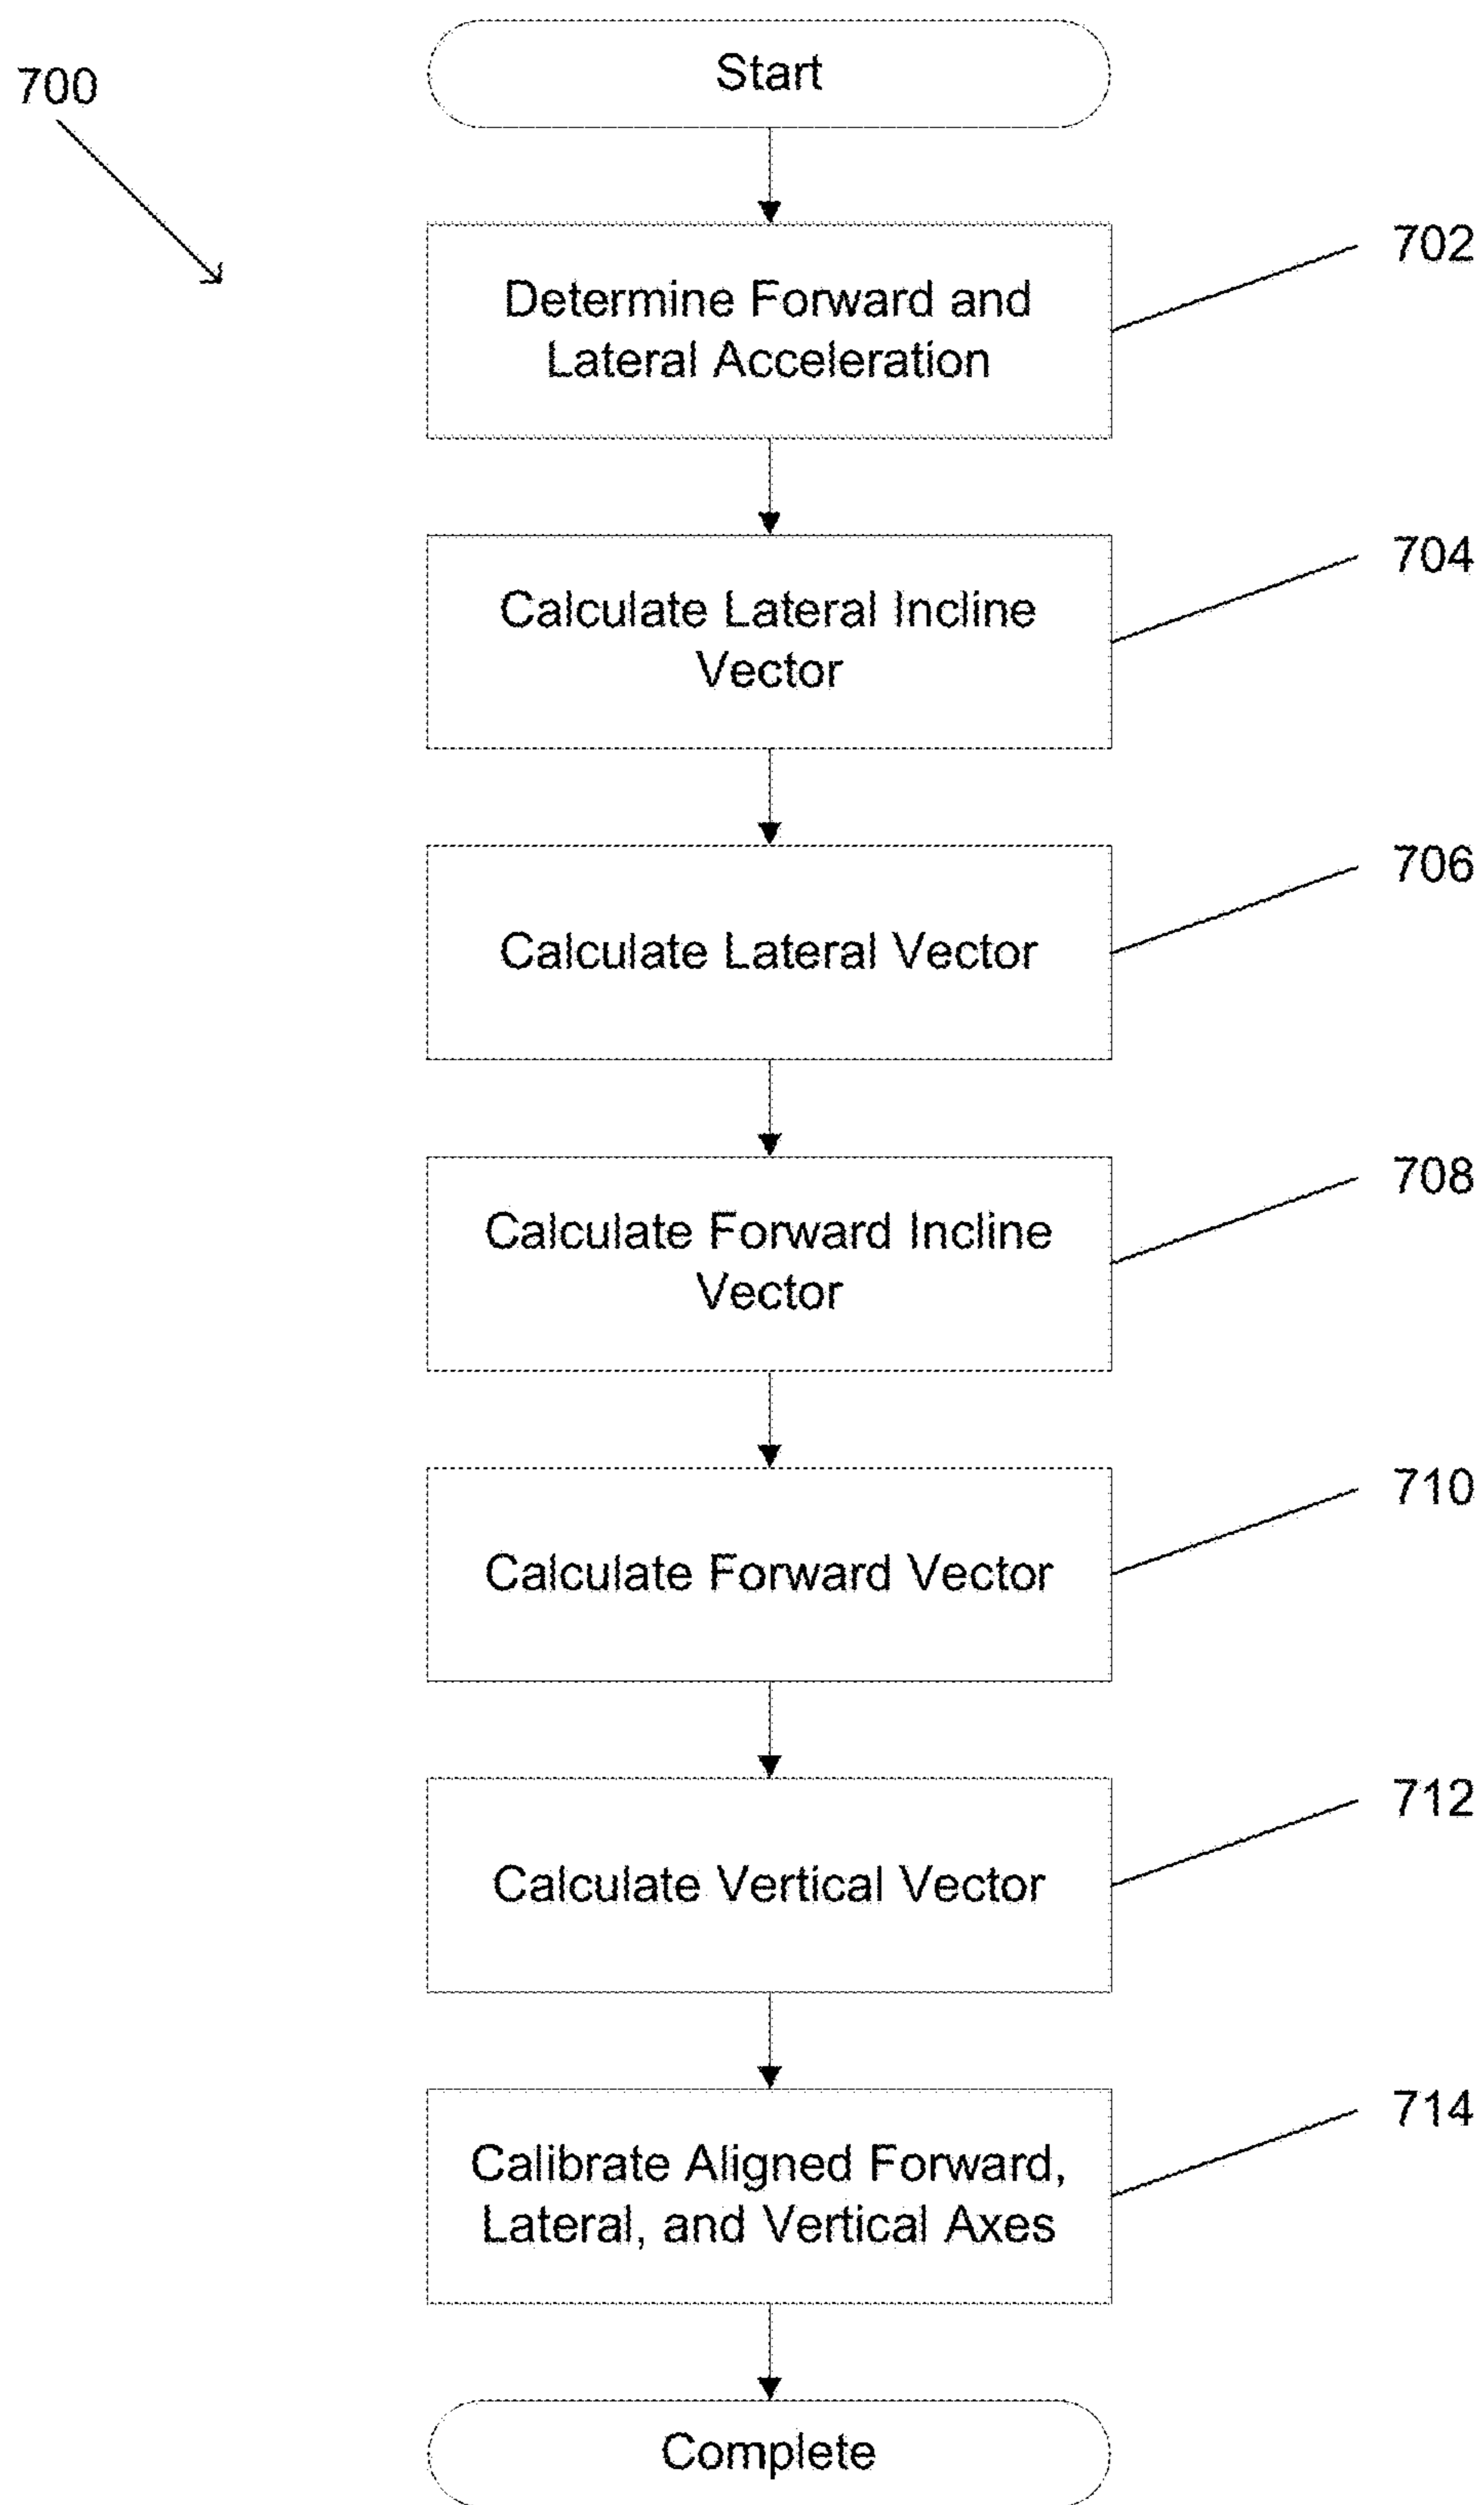 700
Start
702
Determine Forward and
Lateral Acceleration
704
Calculate Lateral Incline
Vector
706
Calculate Lateral Vector
708
Calculate Forward Incline
Vector
710
Calculate Forward Vector
712
Calculate Vertical Vector
714
Calibrate Aligned Forward,
Lateral, and Vertical Axes
Complete